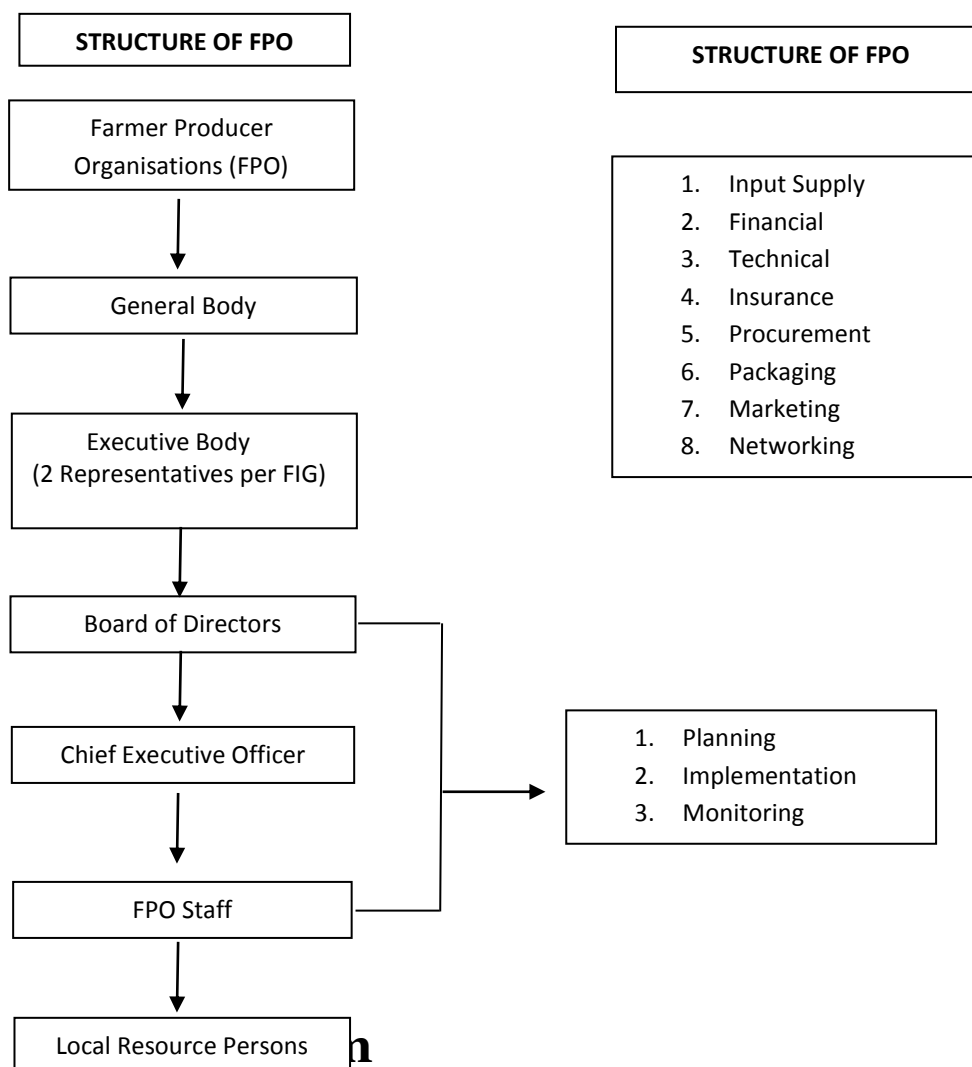 STRUCTURE OF FPO
Farmer Producer
Organisations (FPO)
General Body
Executive Body
(2 Representatives per FIG)
Board of Directors
Chief Executive Officer
FPO Staff
Local Resource Persons
STRUCTURE OF FPO
1. Input Supply
2. Financial
3. Technical
4. Insurance
5. Procurement
6. Packaging
7. Marketing
8. Networking
1. Planning
2. Implementation
3. Monitoring